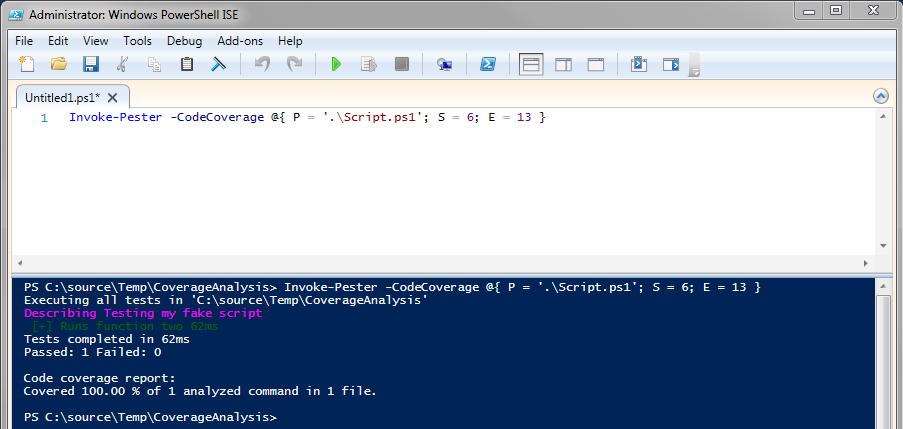 Administrator: Windows PowerShell ISE
File Edit View Tools Debug Add-ons Help
Untitled1.ps1* X
1 Invoke-Pester -CodeCoverage @{ P = '.\Script.ps1'; S = 6; E = 13 }
PS C:\source\Temp\CoverageAnalysis> Invoke-Pester -CodeCoverage @{ P = '.\Script.ps1'; S = 6; E = 13 }
Executing all tests in 'C:\source\Temp\CoverageAnalysis'
Describing Testing my fake script
[+] Runs function two 62ms
Tests completed in 62ms
Passed: 1 Failed: 0
Code coverage report:
Covered 100.00 % of 1 analyzed command in 1 file.
PS C:\source\Temp\CoverageAnalysis>